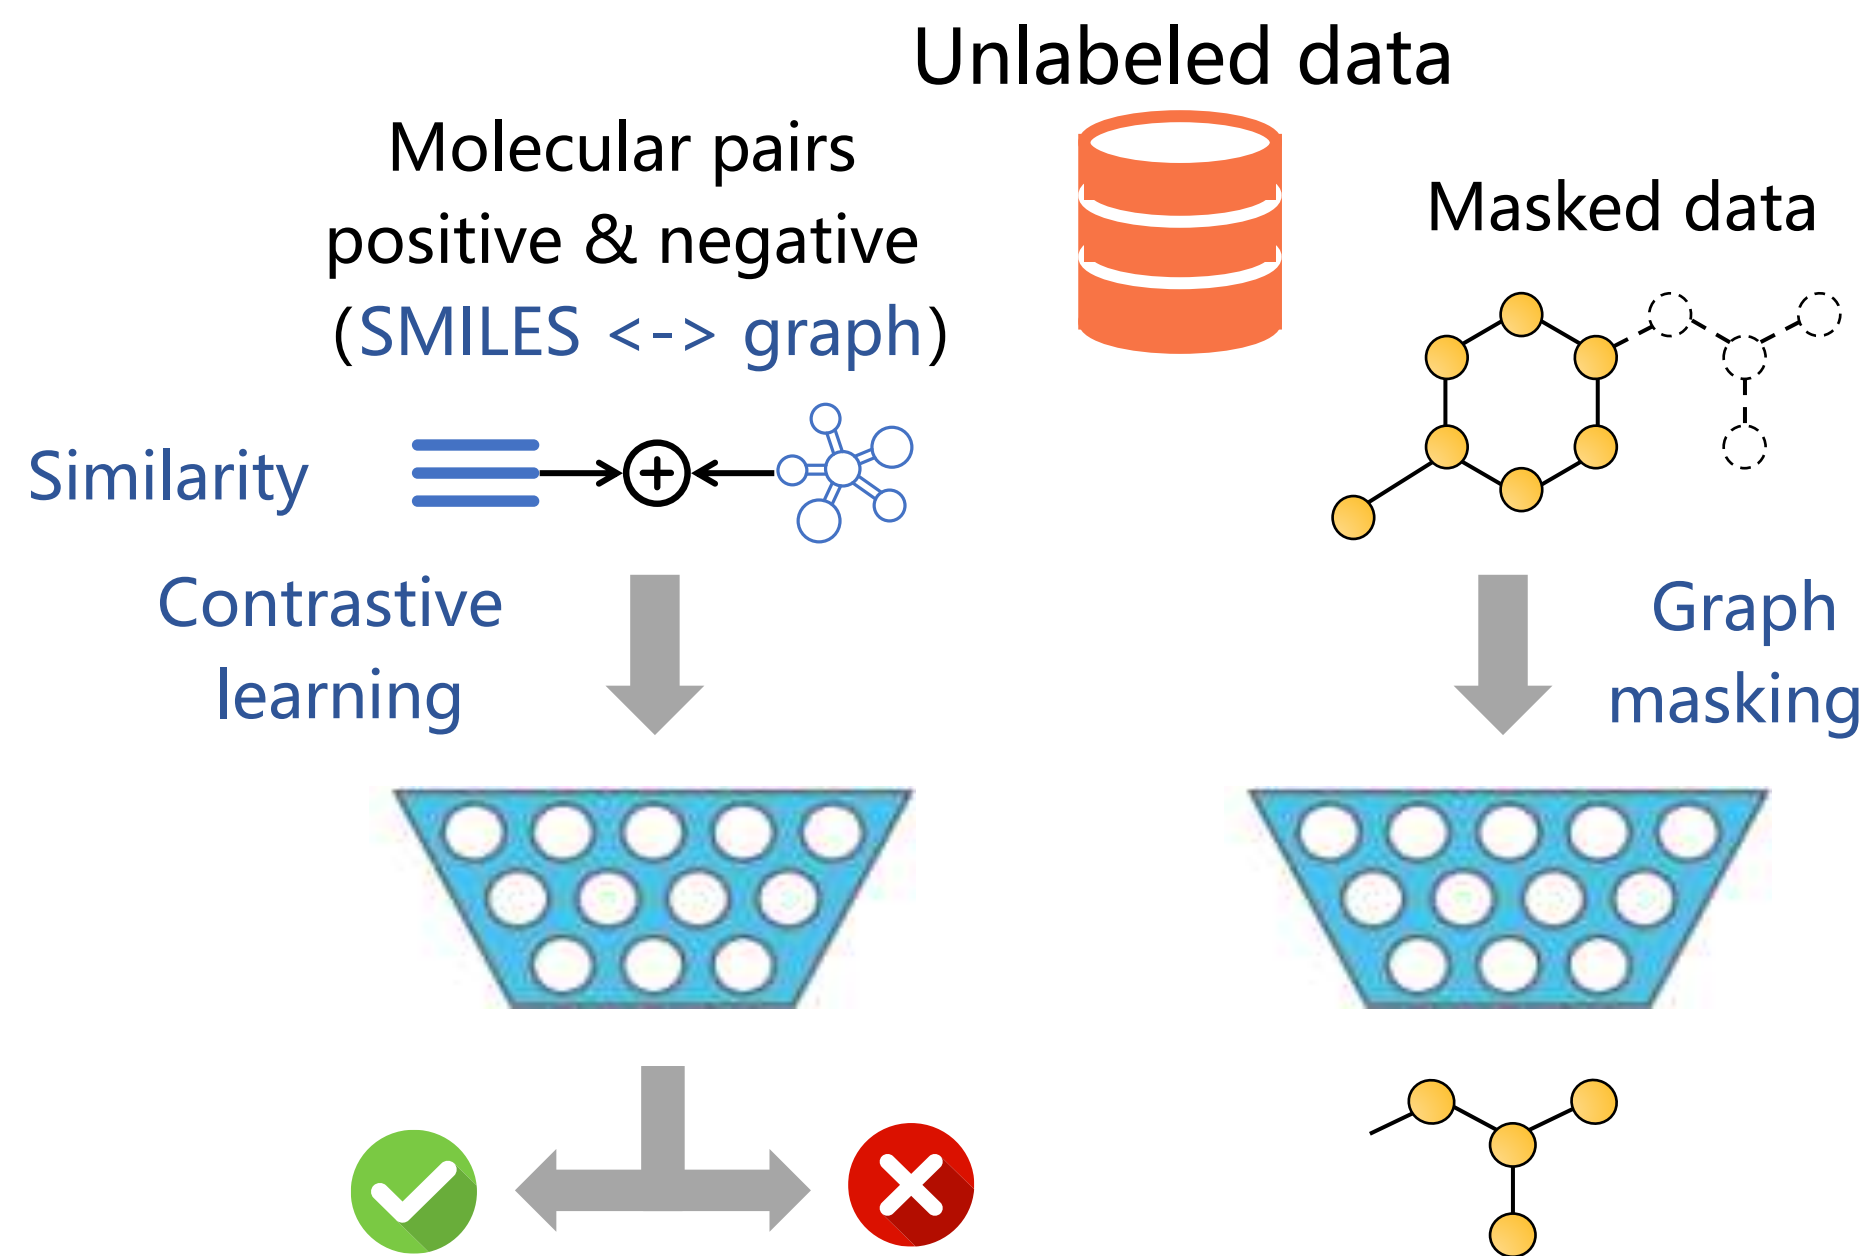 Unlabeled data
Molecular pairs
positive & negative
(SMILES <-> graph)
Similarity
Contrastive
learning
Masked data
Graph
masking